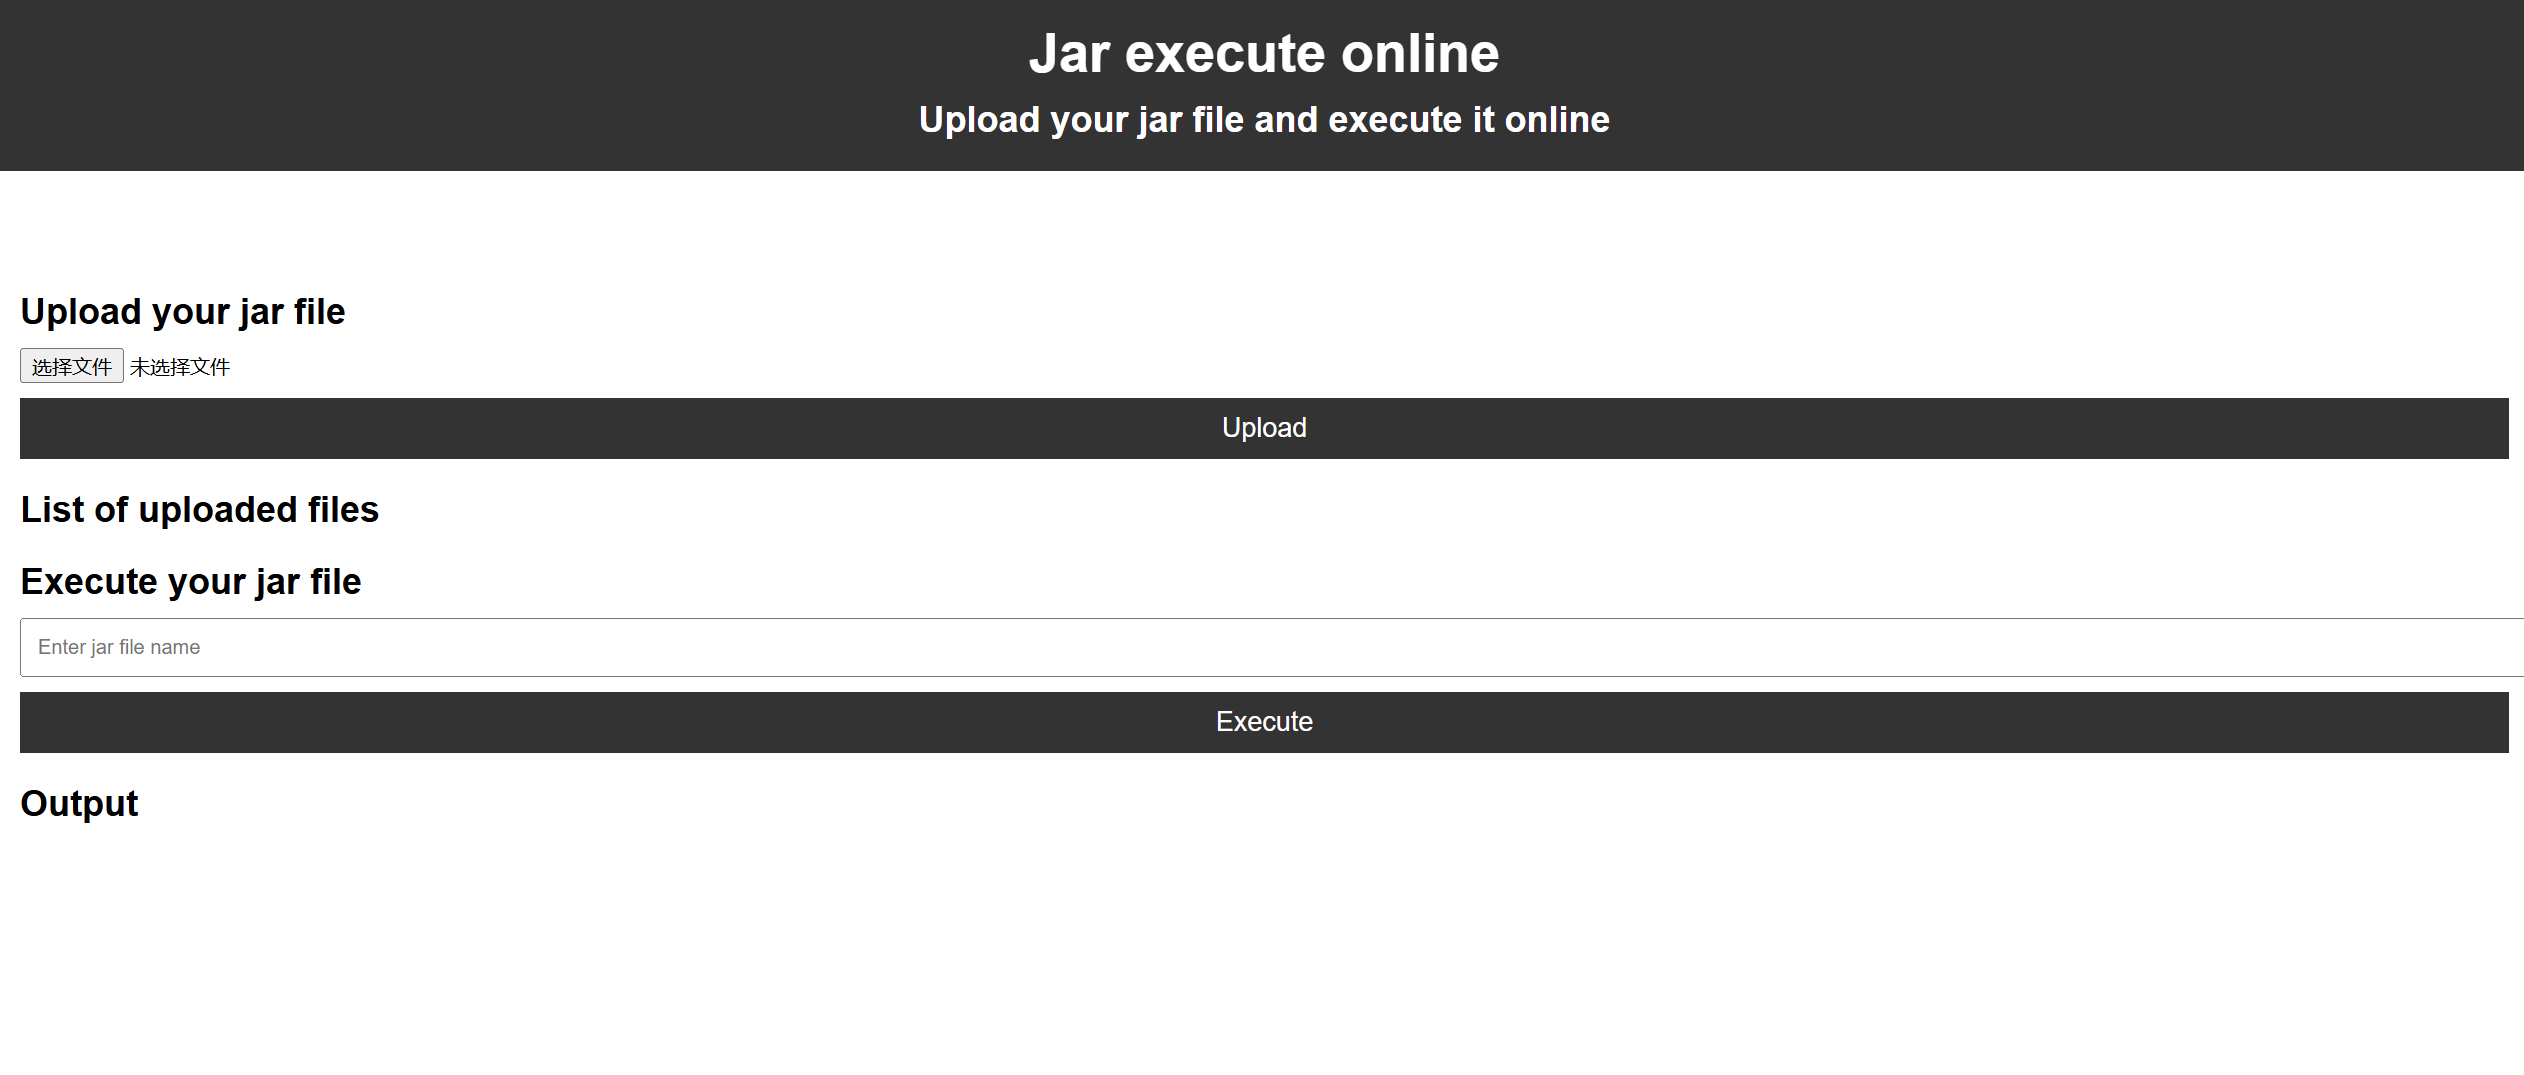 Jar execute online
Upload your jar file and execute it online
Upload your jar file
选择文件 未选择文件
Upload
List of uploaded files
Execute your jar file
Enter jar file name
Execute
Output